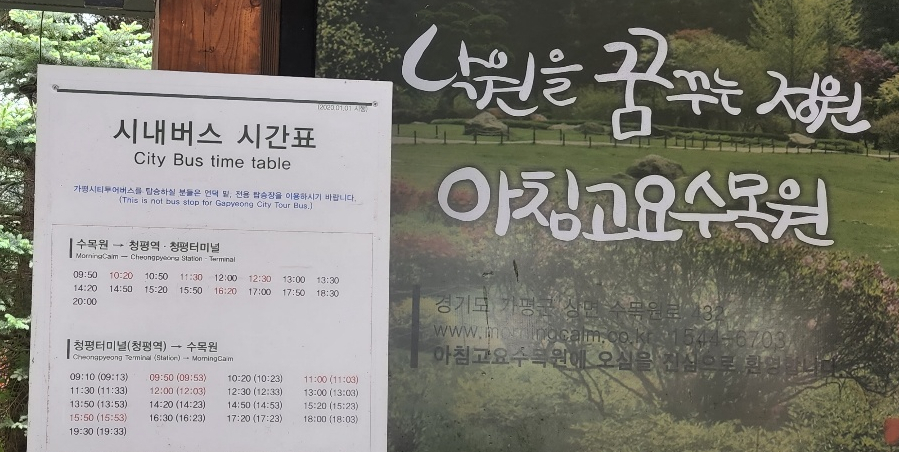 (2020.01.01 시행)
시내버스 시간표
City Bus time table
가평시티투어버스를 탑승하실 분들은 언덕 밑, 전용 탑승장을 이용하시기 바랍니다.
(This is not bus stop for Gapyeong City Tour Bus.)
수목원 → 청평역 · 청평터미널
MorningCalm → Cheongpyeong Station · Terminal
09:50 10:20 10:50 11:30 12:00 12:30 13:00 13:30
14:20 14:50 15:20 15:50 16:20 17:00 17:50 18:30
20:00
청평터미널(청평역) → 수목원
Cheongpyeong Terminal (Station) → MorningCalm
09:10 (09:13) 09:50 (09:53) 10:20 (10:23) 11:00 (11:03)
11:30 (11:33) 12:00 (12:03) 12:30 (12:33) 13:00 (13:03)
13:50 (13:53) 14:20 (14:23) 14:50 (14:53) 15:20 (15:23)
15:50 (15:53) 16:30 (16:23) 17:20 (17:23) 18:00 (18:03)
19:30 (19:33)
낙원을 꿈꾸는 정원
아침고요수목원
경기도 가평군 상면 수목원로 432
www.morningcalm.co.kr 1544-6703
아침고요수목원에 오심을 진심으로 환영합니다